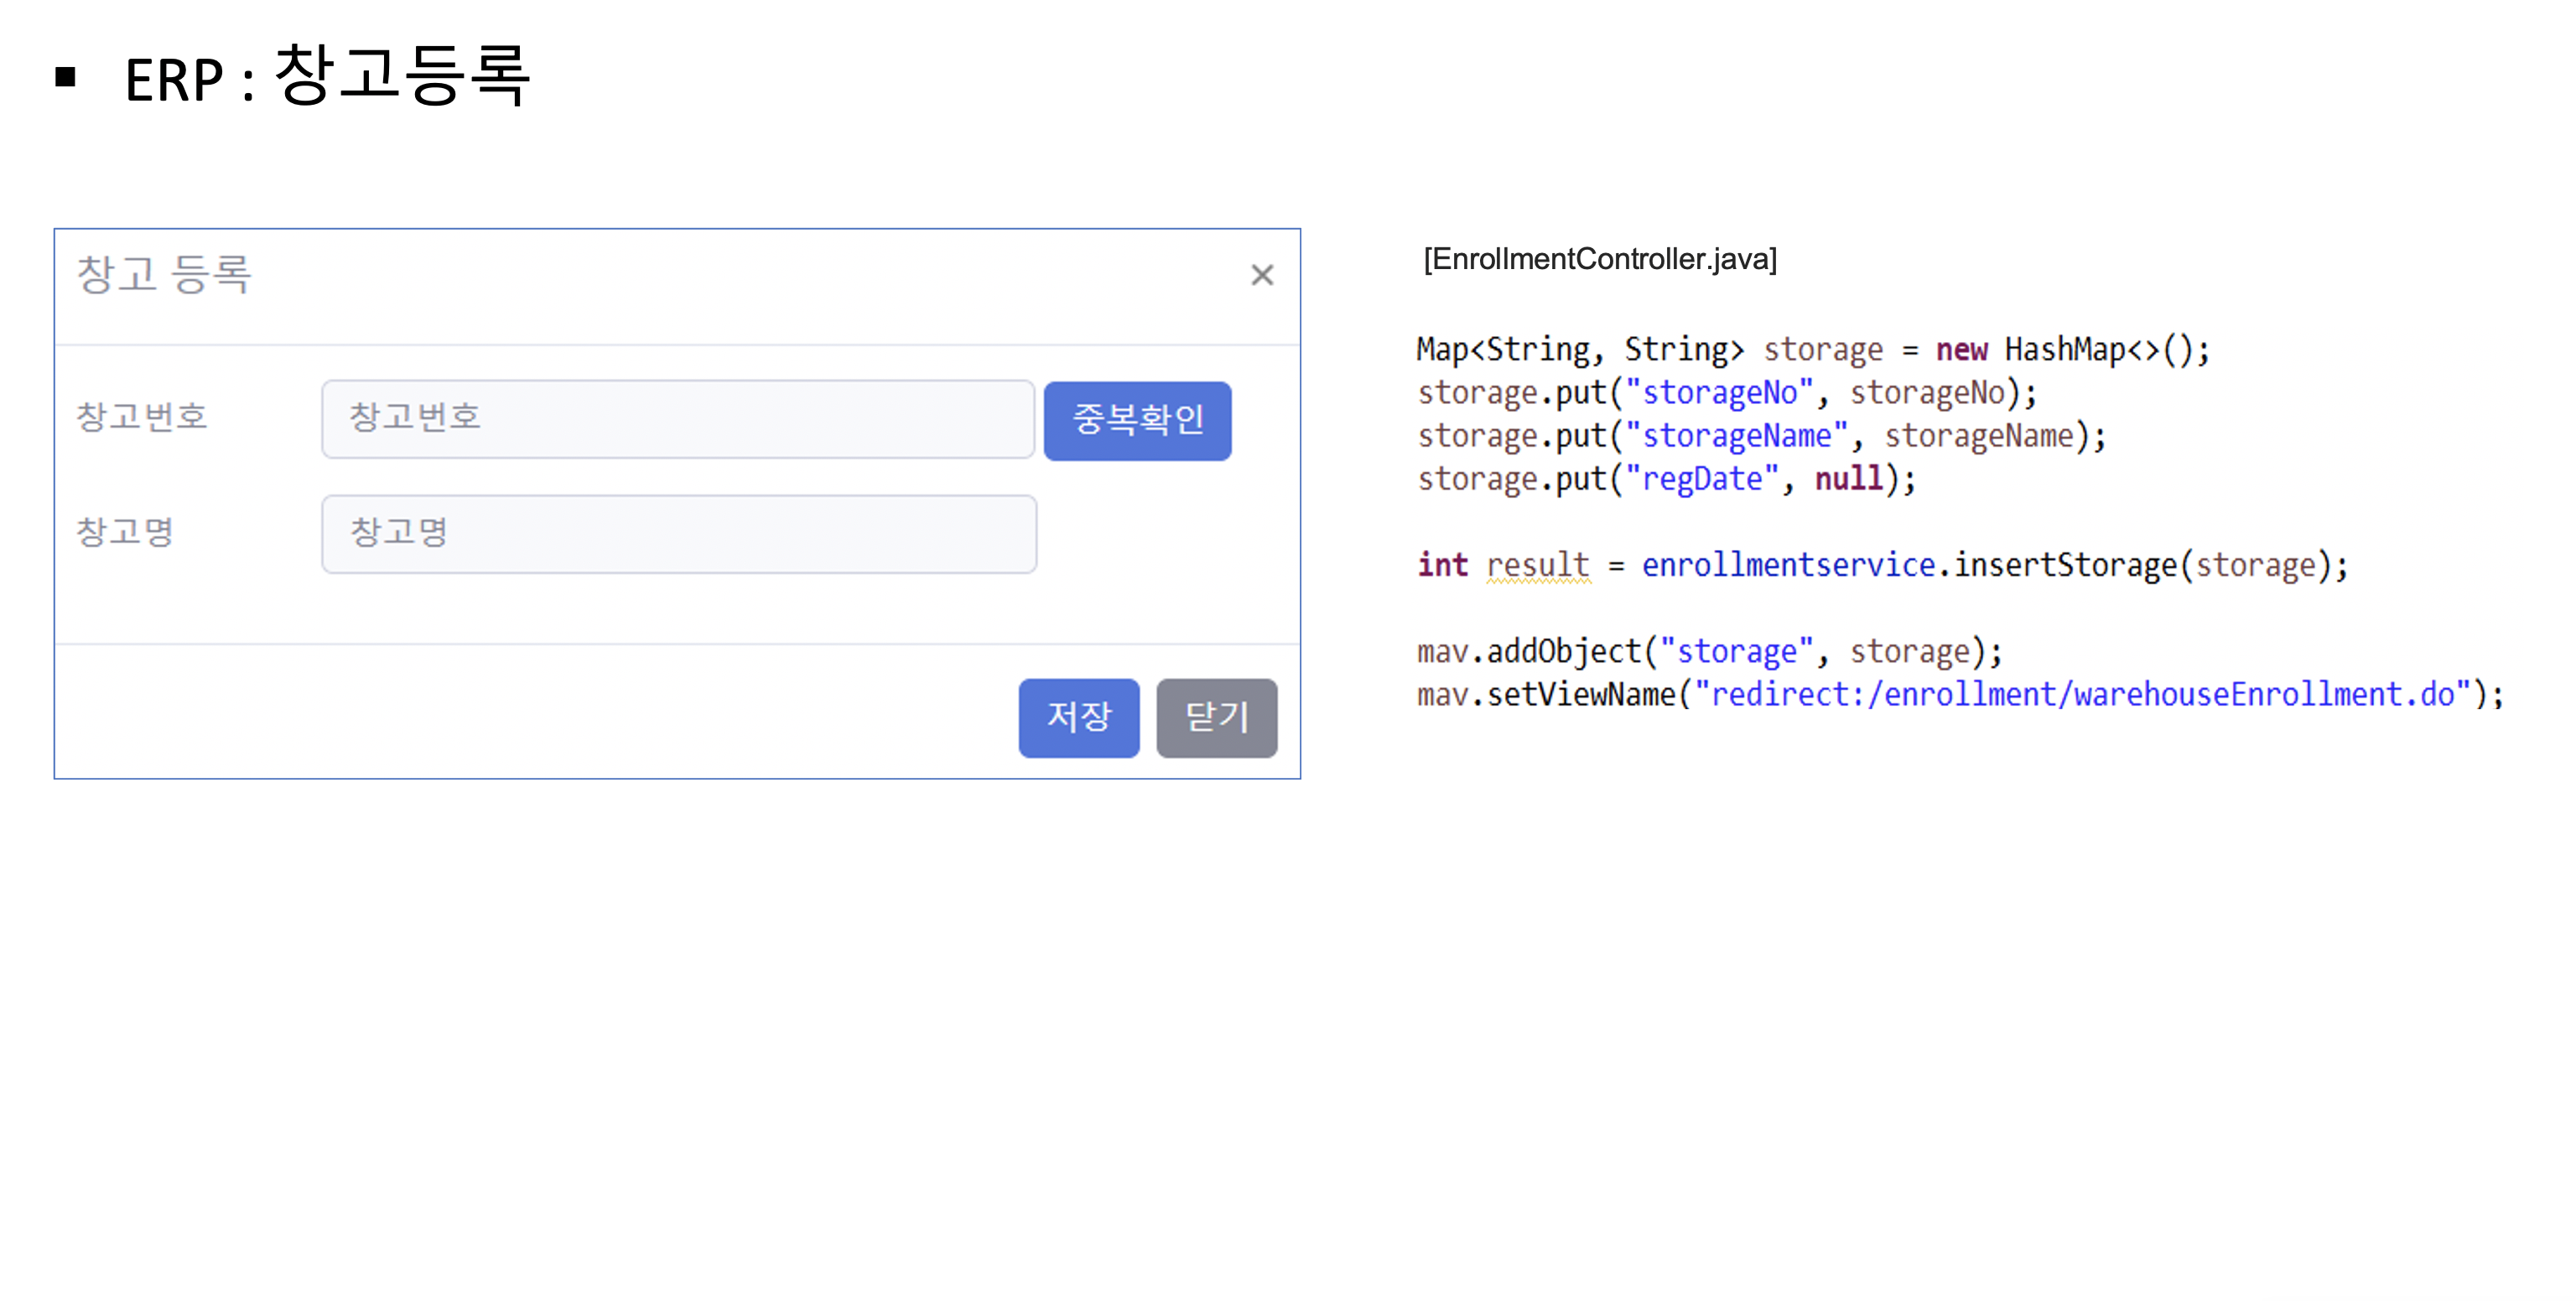 ▪ ERP : 창고등록
창고 등록 ×
창고번호 창고번호 중복확인
창고명 창고명
저장 닫기
[EnrollmentController.java]
Map<String, String> storage = new HashMap<>();
storage.put("storageNo", storageNo);
storage.put("storageName", storageName);
storage.put("regDate", null);
int result = enrollmentservice.insertStorage(storage);
mav.addObject("storage", storage);
mav.setViewName("redirect:/enrollment/warehouseEnrollment.do");